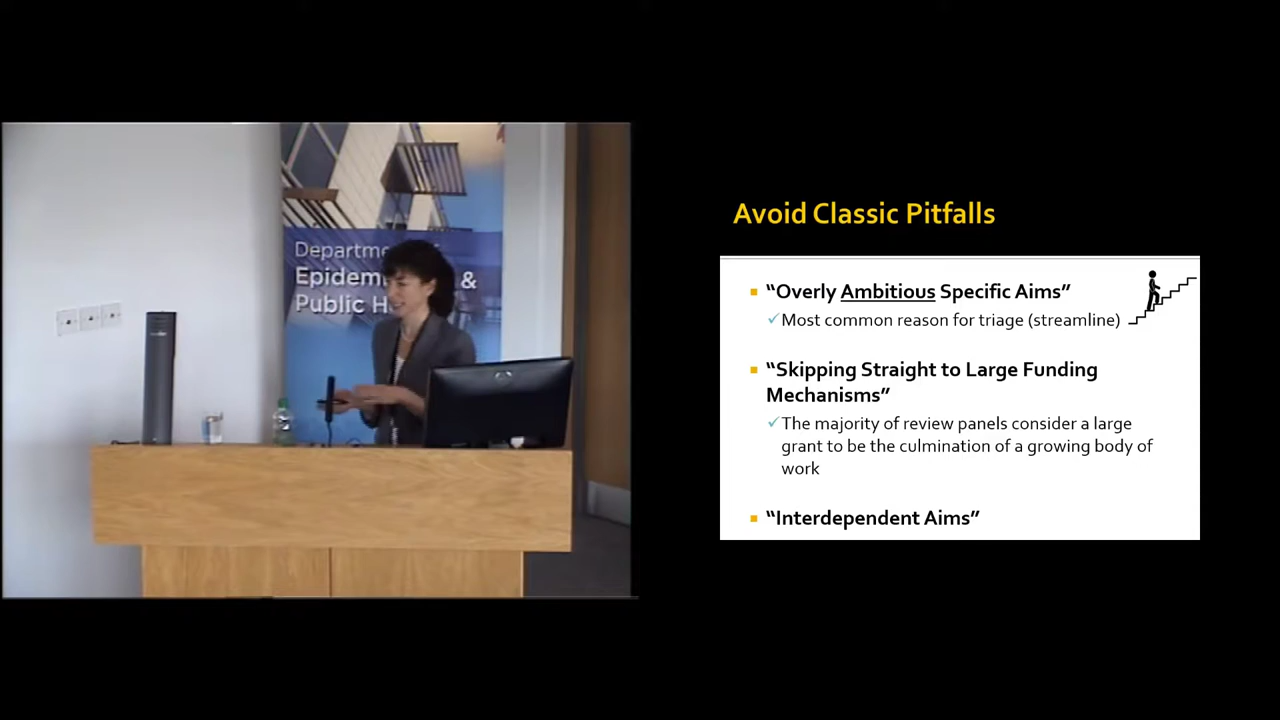 Departme
Epidem &
Public H
Avoid Classic Pitfalls
"Overly Ambitious Specific Aims"
✓Most common reason for triage (streamline)
"Skipping Straight to Large Funding
Mechanisms"
✓The majority of review panels consider a large
grant to be the culmination of a growing body of
work
"Interdependent Aims"